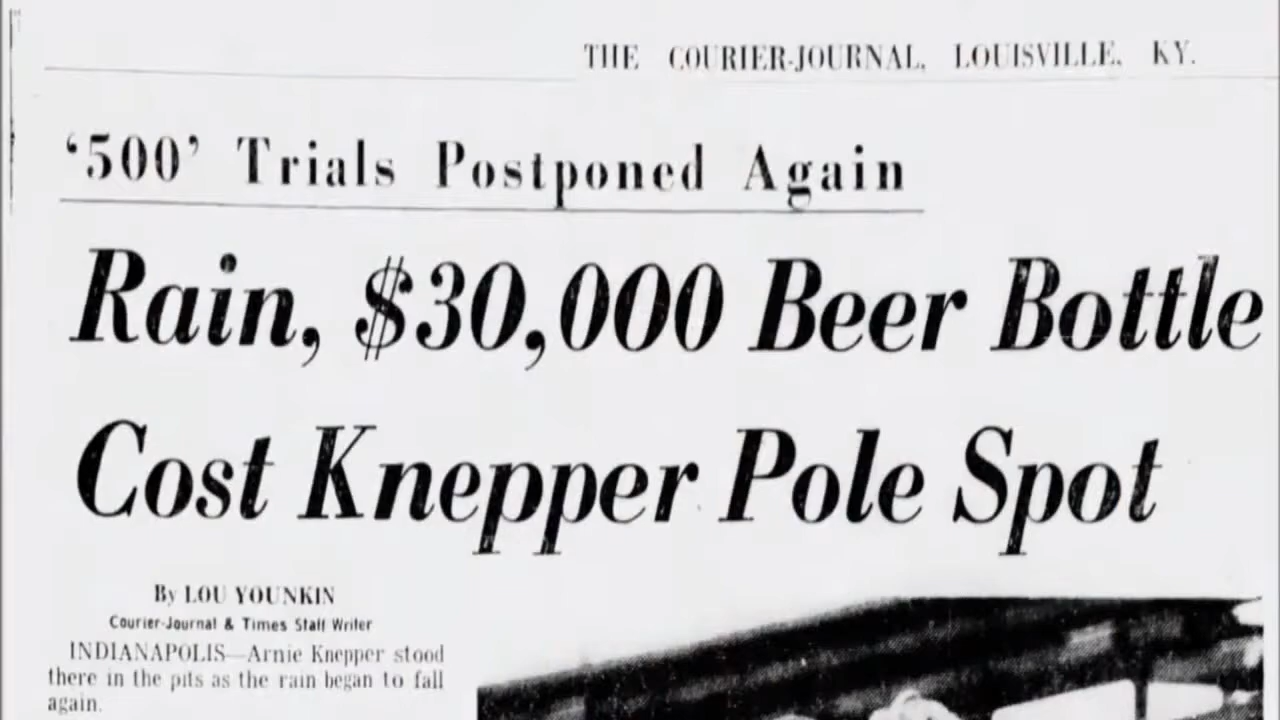 THE COURIER-JOURNAL, LOUISVILLE, KY.
‘500’ Trials Postponed Again
Rain, $30,000 Beer Bottle
Cost Knepper Pole Spot
By LOU YOUNKIN
Courier-Journal & Times Staff Writer
INDIANAPOLIS—Arnie Knepper stood
there in the pits as the rain began to fall
again.